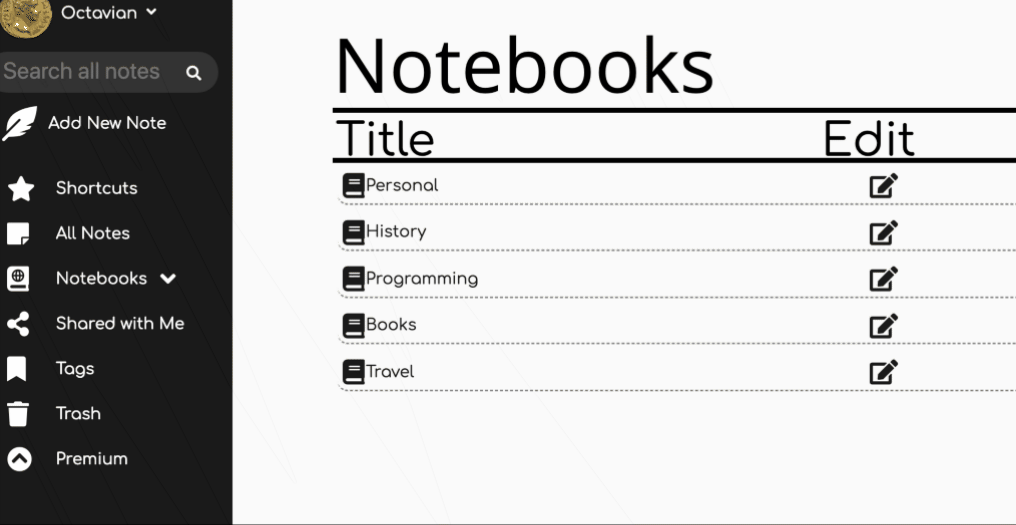 Octavian
Search all notes
Add New Note
Shortcuts
All Notes
Notebooks
Shared with Me
Tags
Trash
Premium
Notebooks
Title Edit
Personal
History
Programming
Books
Travel